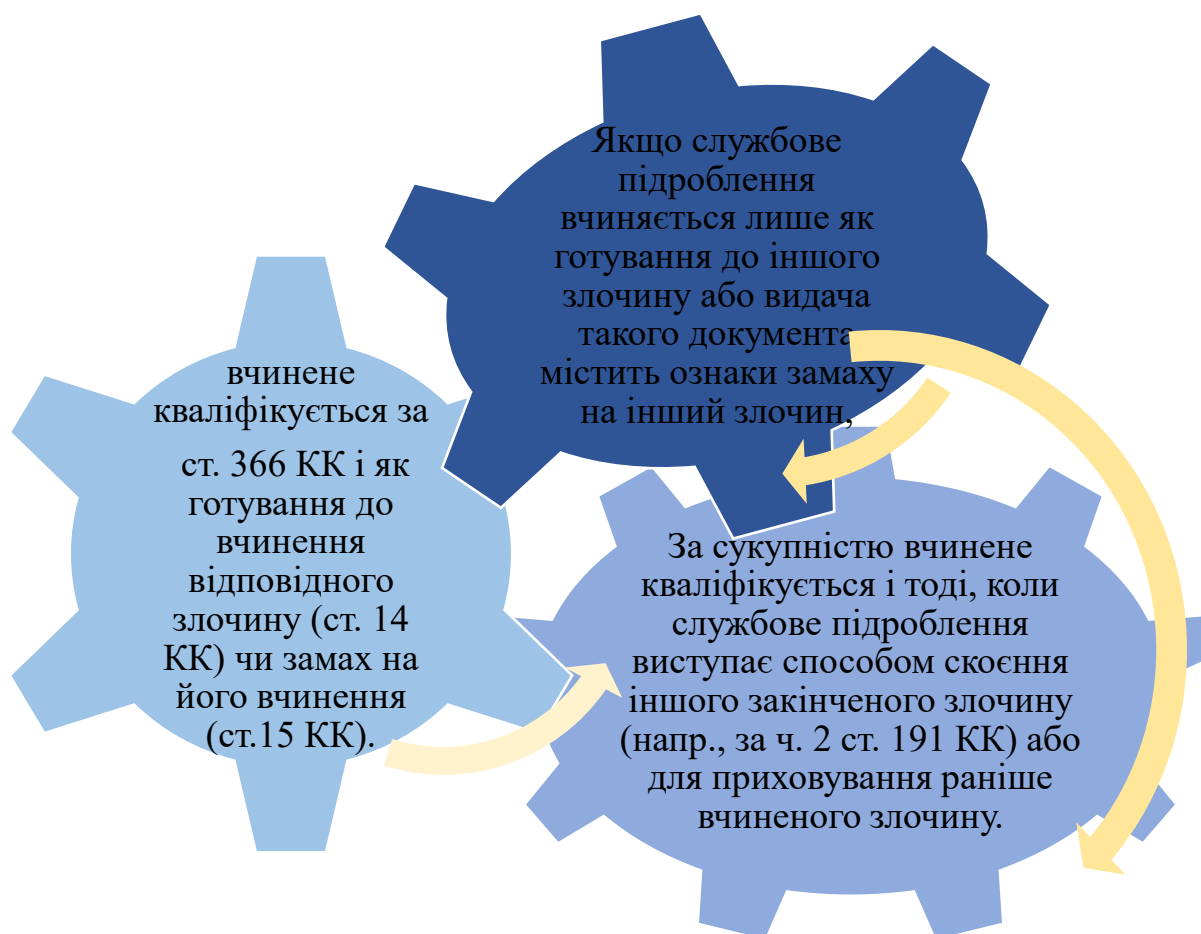 Якщо службове
підроблення
вчиняється лише як
готування до іншого
злочину або видача
такого документа
містить ознаки замаху
на інший злочин,
вчинене
кваліфікується за
ст. 366 КК і як
готування до
вчинення
відповідного
злочину (ст. 14
КК) чи замах на
його вчинення
(ст.15 КК).
За сукупністю вчинене
кваліфікується і тоді, коли
службове підроблення
виступає способом скоєння
іншого закінченого злочину
(напр., за ч. 2 ст. 191 КК) або
для приховування раніше
вчиненого злочину.